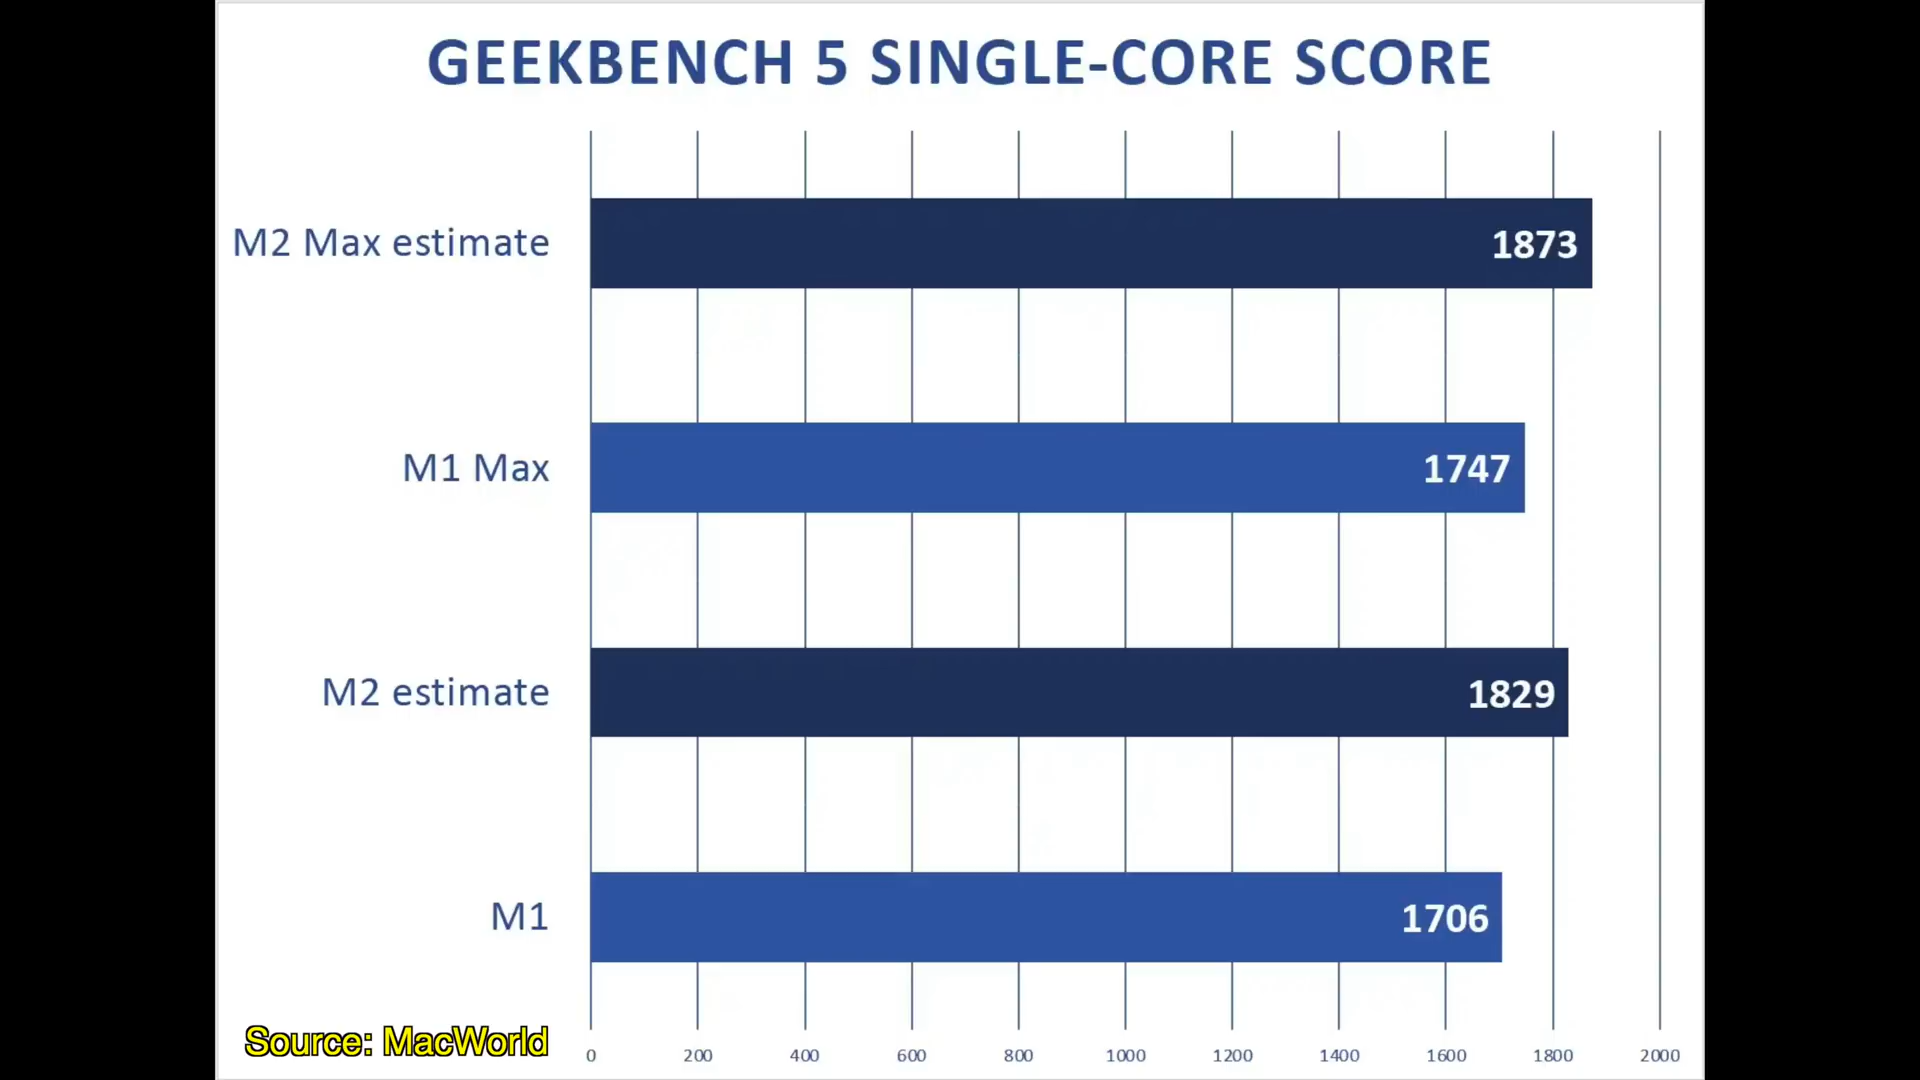 GEEKBENCH 5 SINGLE-CORE SCORE
M2 Max estimate
1873
M1 Max
1747
M2 estimate
1829
M1
1706
Source: MacWorld
0 200 400 600 800 1000 1200 1400 1600 1800 2000